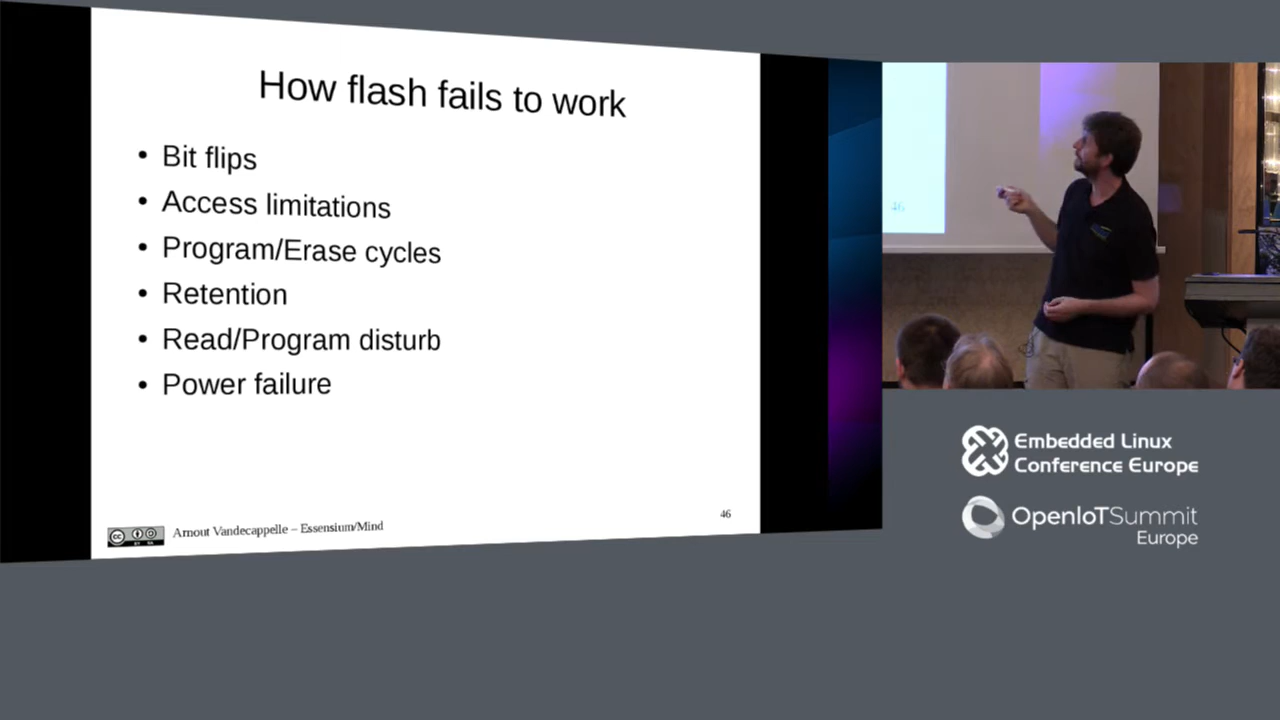 How flash fails to work
• Bit flips
• Access limitations
• Program/Erase cycles
• Retention
• Read/Program disturb
• Power failure
Arnout Vandecappelle – Essensium/Mind
46
46
Embedded Linux
Conference Europe
OpenIoTSummit
Europe